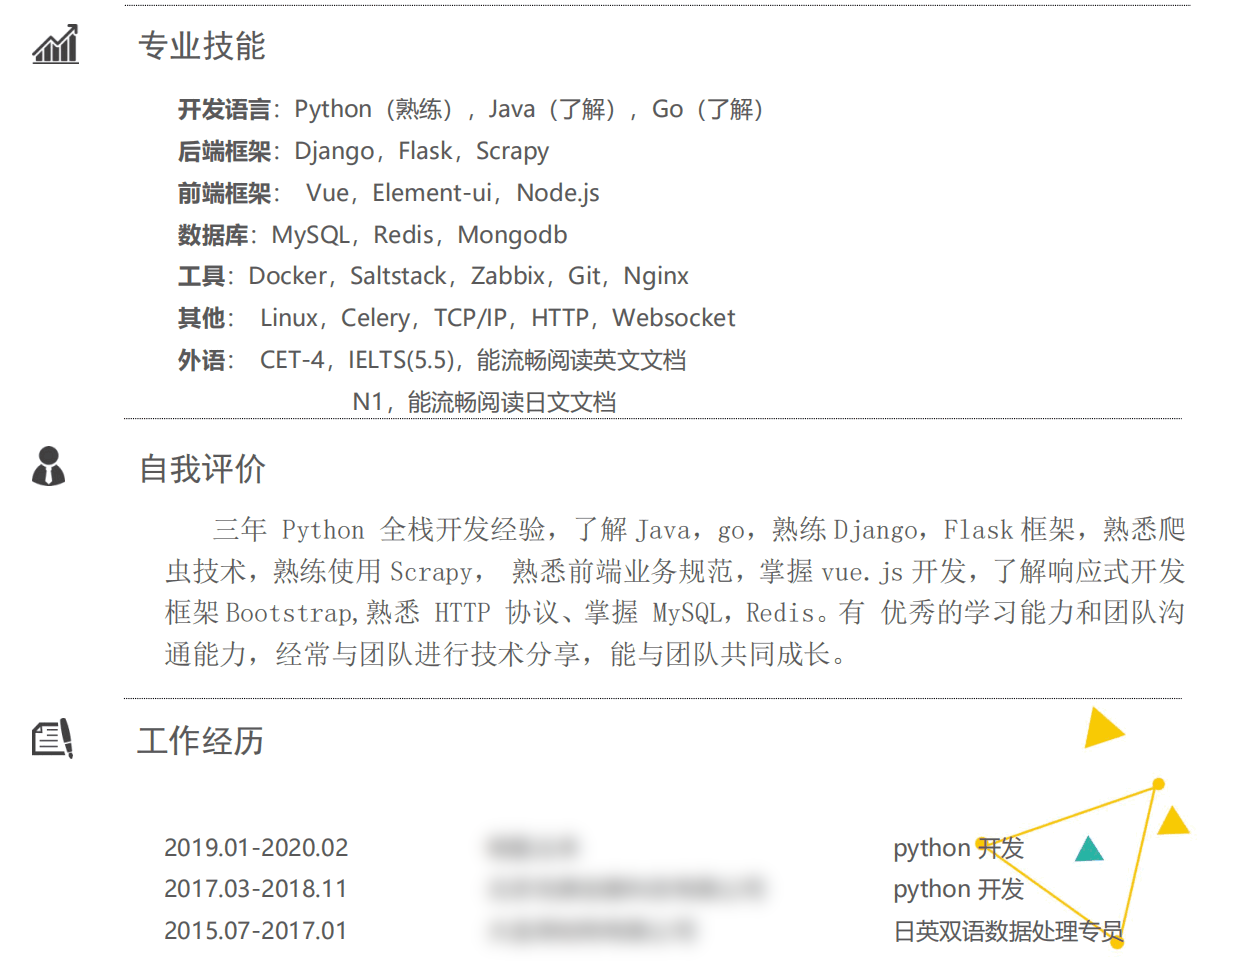 专业技能
开发语言：Python（熟练），Java（了解），Go（了解）
后端框架：Django，Flask，Scrapy
前端框架： Vue，Element-ui，Node.js
数据库：MySQL，Redis，Mongodb
工具：Docker，Saltstack，Zabbix，Git，Nginx
其他： Linux，Celery，TCP/IP，HTTP，Websocket
外语： CET-4，IELTS(5.5)，能流畅阅读英文文档
N1，能流畅阅读日文文档
自我评价
三年 Python 全栈开发经验，了解 Java，go，熟练 Django，Flask 框架，熟悉爬
虫技术，熟练使用 Scrapy， 熟悉前端业务规范，掌握 vue.js 开发，了解响应式开发
框架 Bootstrap,熟悉 HTTP 协议、掌握 MySQL，Redis。有 优秀的学习能力和团队沟
通能力，经常与团队进行技术分享，能与团队共同成长。
工作经历
2019.01-2020.02 python 开发
2017.03-2018.11 python 开发
2015.07-2017.01 日英双语数据处理专员